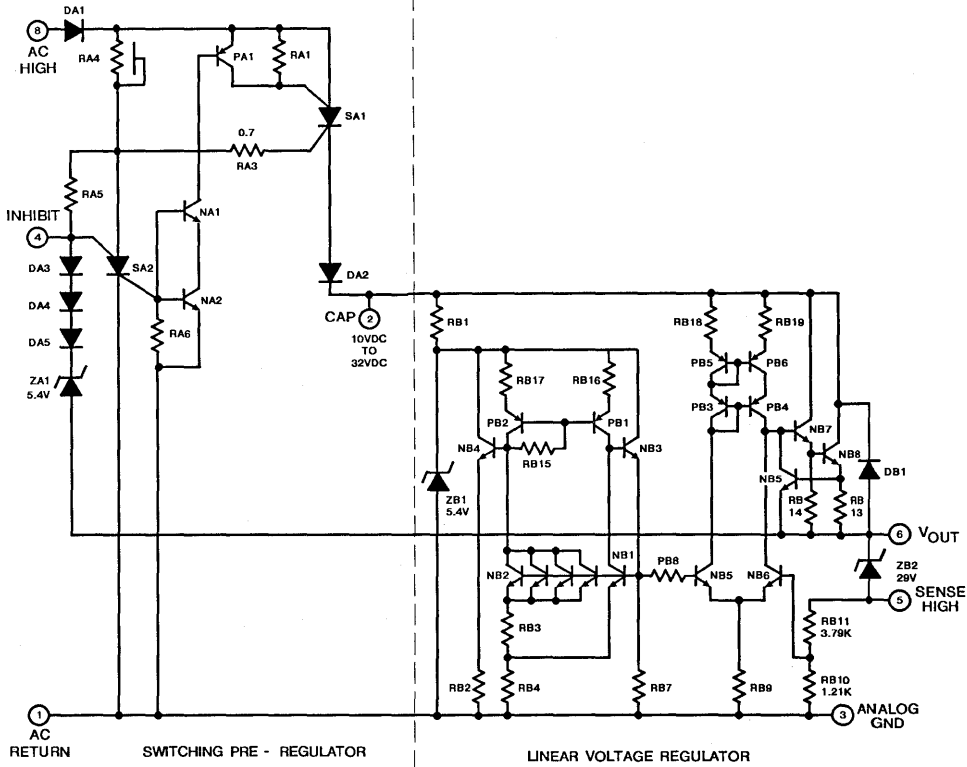 DA1
8
AC
HIGH
RA4
PA1
RA1
SA1
0.7
RA3
RA5
INHIBIT
4
NA1
DA3
SA2
DA4
NA2
DA5
RA6
ZA1
5.4V
DA2
CAP
2
10VDC
TO
32VDC
RB1
RB18
RB19
PB5
PB6
RB17
RB16
PB3
PB4
PB2
PB1
NB4
NB3
RB15
NB7
NB8
DB1
ZB1
5.4V
NB5
RB
14
RB
13
6
VOUT
NB2
NB1
PB8
NB5
NB6
ZB2
29V
5
SENSE
HIGH
RB3
RB11
3.79K
RB2
RB4
RB7
RB9
RB10
1.21K
1
AC
RETURN
3
ANALOG
GND
SWITCHING PRE - REGULATOR
LINEAR VOLTAGE REGULATOR